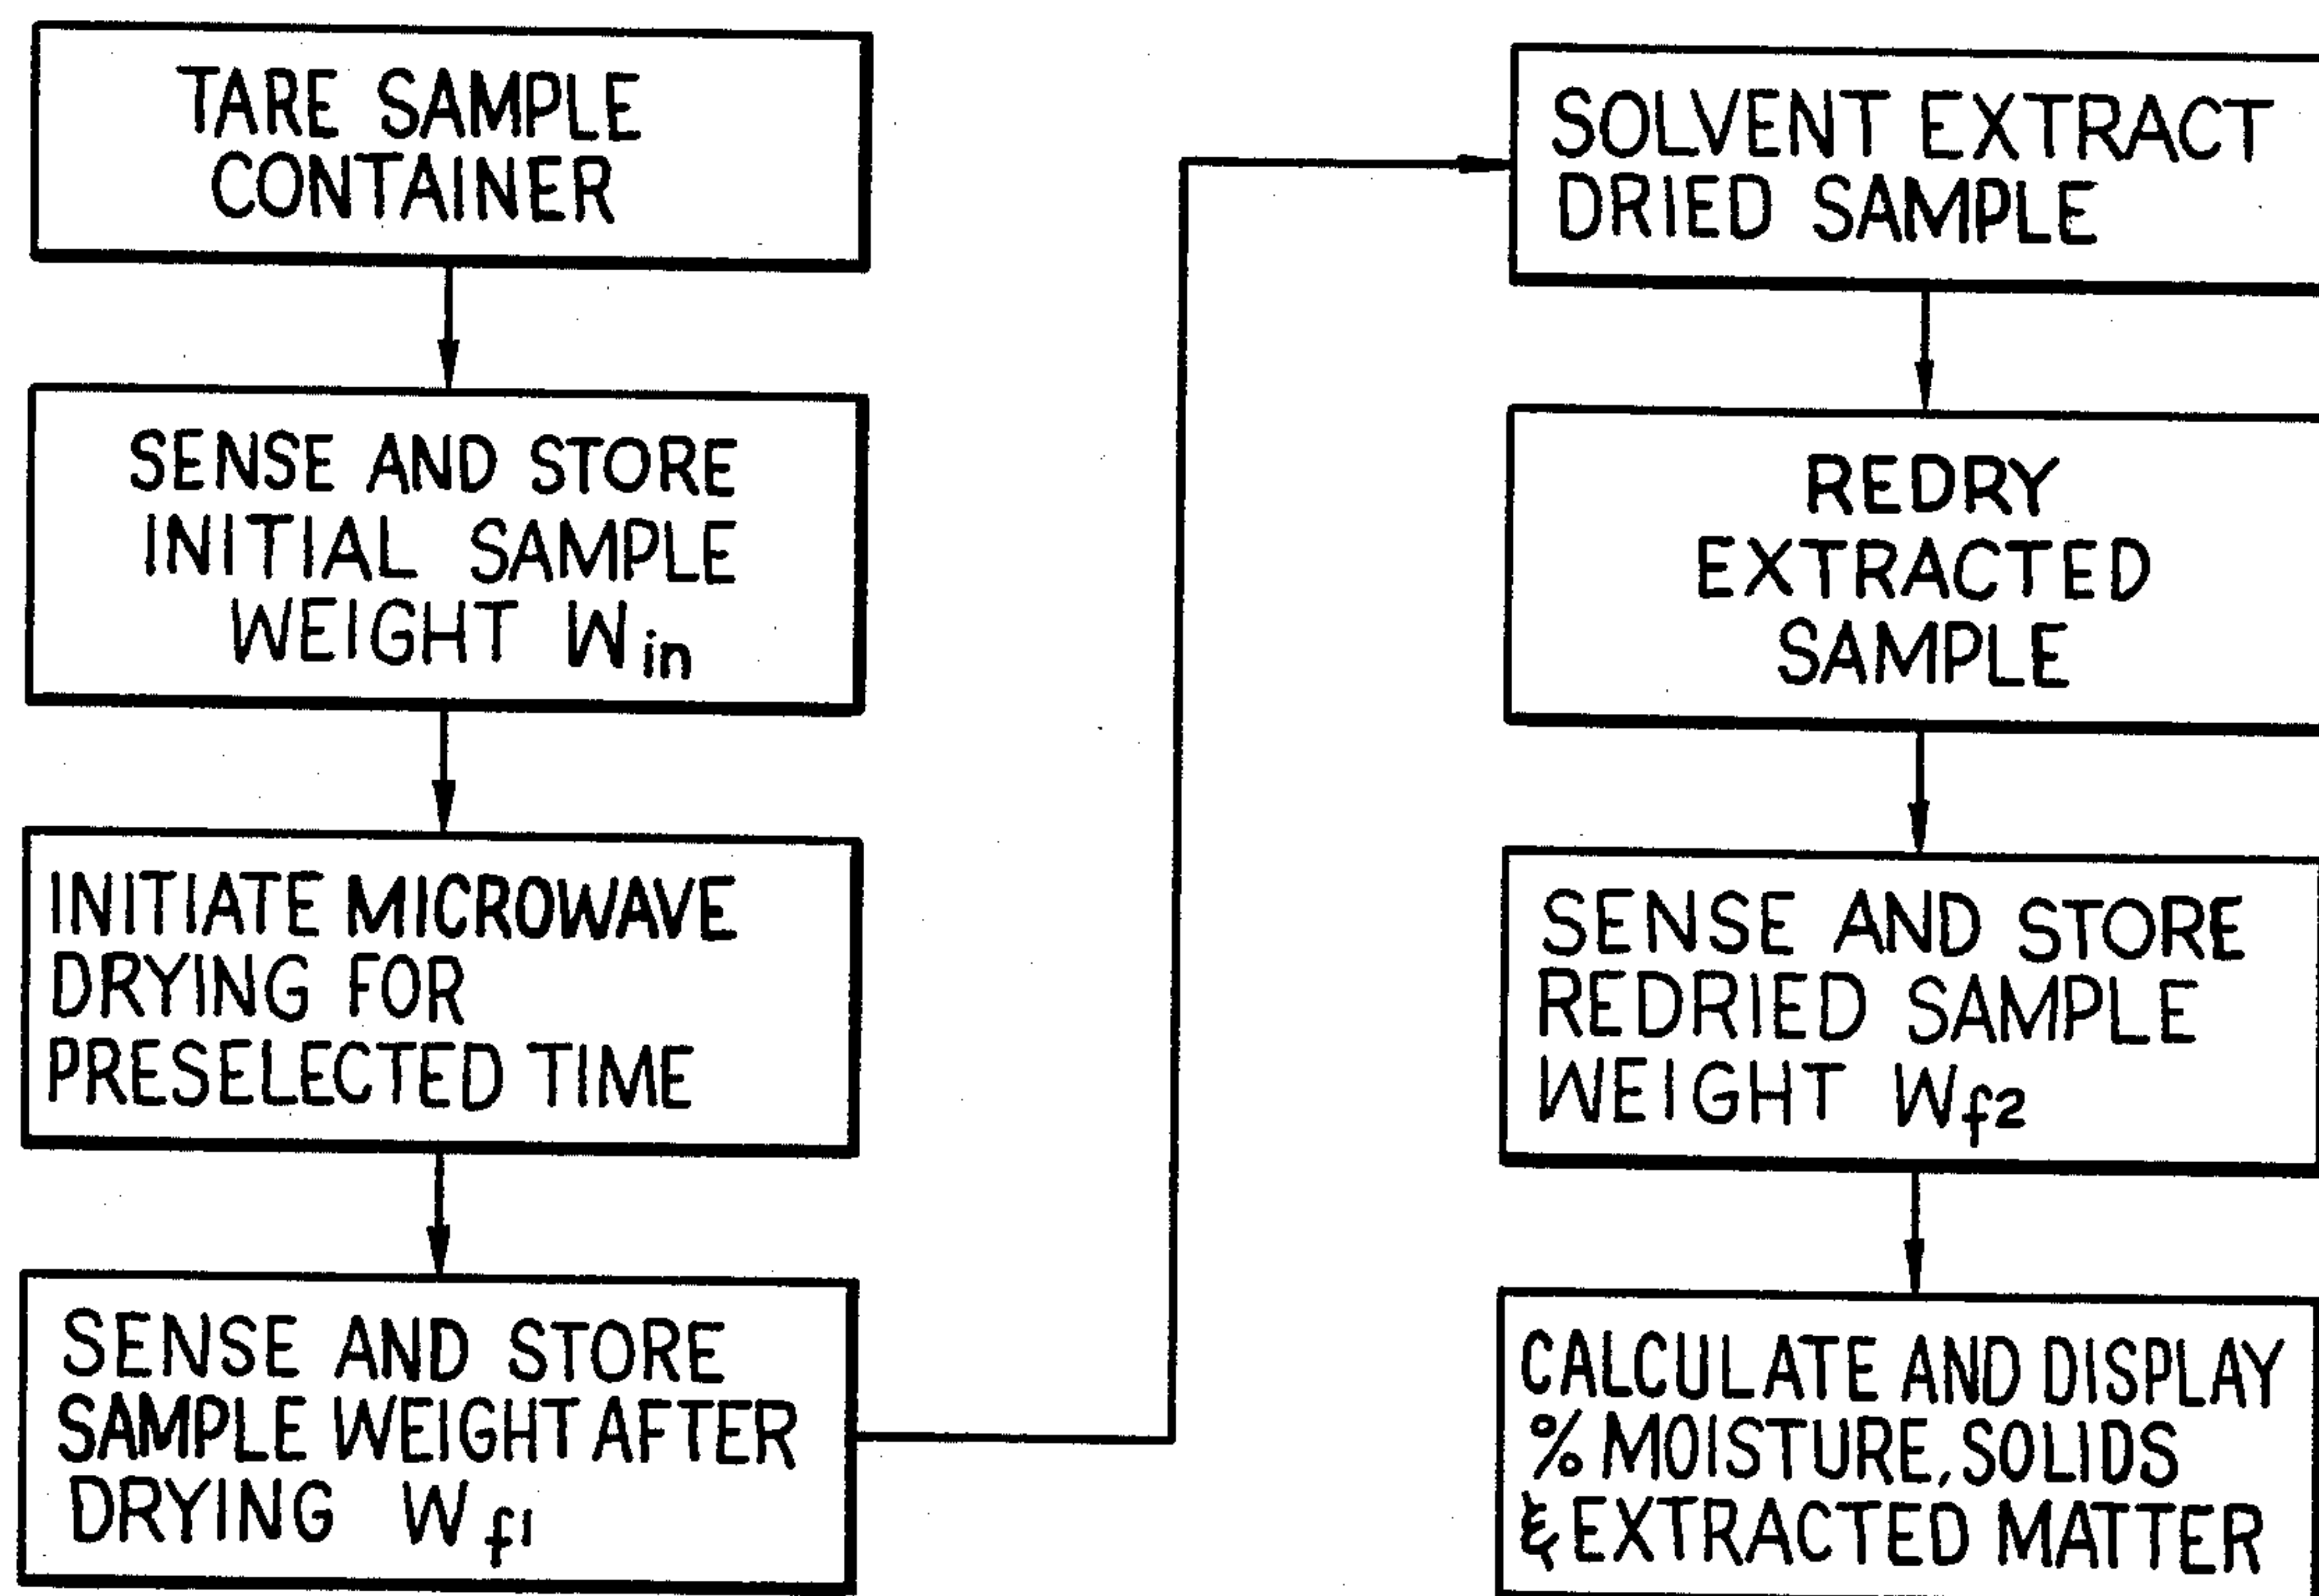 TARE SAMPLE
CONTAINER
SENSE AND STORE
INITIAL SAMPLE
WEIGHT Win
INITIATE MICROWAVE
DRYING FOR
PRESELECTED TIME
SENSE AND STORE
SAMPLE WEIGHT AFTER
DRYING Wf1
SOLVENT EXTRACT
DRIED SAMPLE
REDRY
EXTRACTED
SAMPLE
SENSE AND STORE
REDRIED SAMPLE
WEIGHT Wf2
CALCULATE AND DISPLAY
% MOISTURE, SOLIDS
& EXTRACTED MATTER